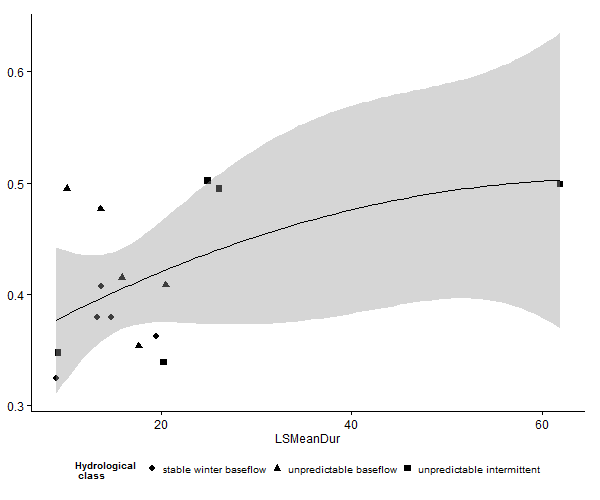 0.6
0.5
0.4
0.3
20 40 60
LSMeanDur
Hydrological
class
stable winter baseflow unpredictable baseflow unpredictable intermittent